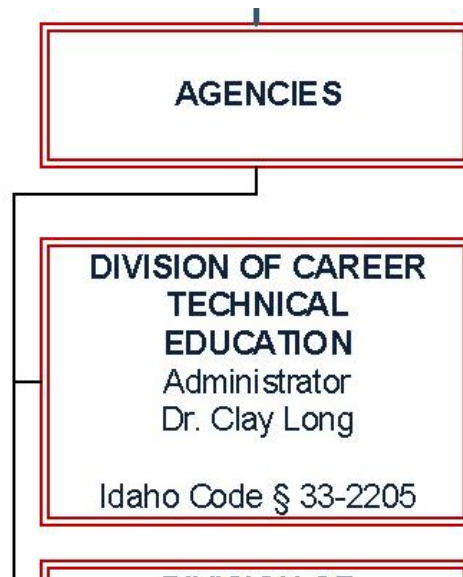 AGENCIES
DIVISION OF CAREER
TECHNICAL
EDUCATION
Administrator
Dr. Clay Long
Idaho Code § 33-2205